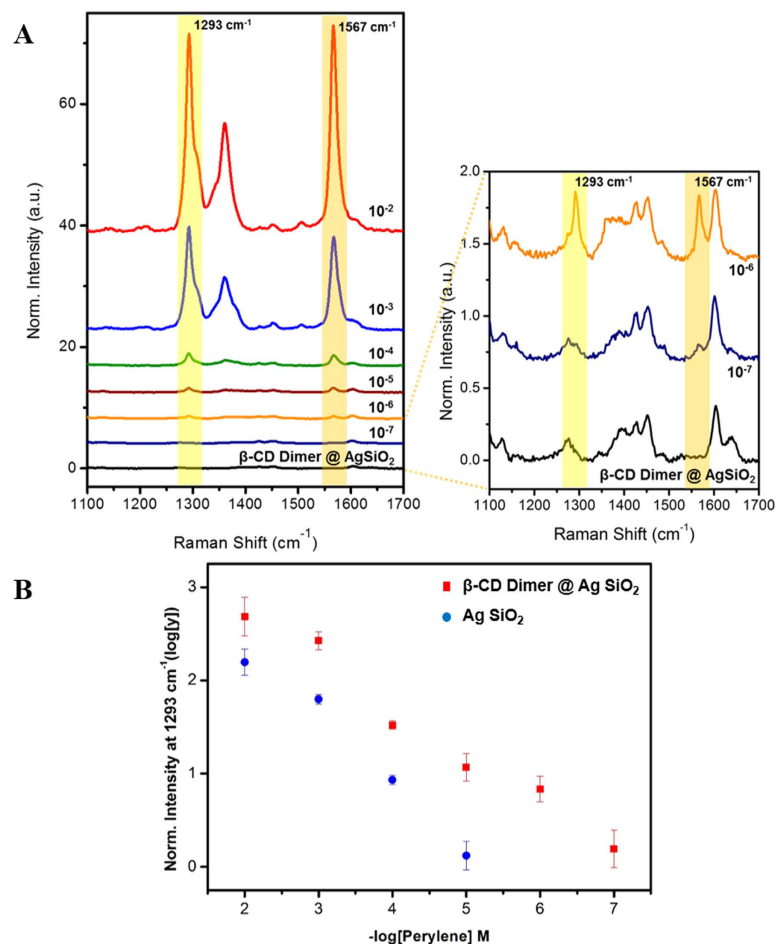 A
1293 cm⁻¹
1567 cm⁻¹
60
40
20
0
Norm. Intensity (a.u.)
10⁻²
10⁻³
10⁻⁴
10⁻⁵
10⁻⁶
10⁻⁷
β-CD Dimer @ AgSiO₂
1100 1200 1300 1400 1500 1600 1700
Raman Shift (cm⁻¹)
1293 cm⁻¹
1567 cm⁻¹
2.0
1.5
1.0
0.5
0.0
Norm. Intensity (a.u.)
10⁻⁶
10⁻⁷
β-CD Dimer @ AgSiO₂
1100 1200 1300 1400 1500 1600 1700
Raman Shift (cm⁻¹)
B
3
2
1
0
Norm. Intensity at 1293 cm⁻¹(log[y])
β-CD Dimer @ Ag SiO₂
Ag SiO₂
2 3 4 5 6 7
-log[Perylene] M